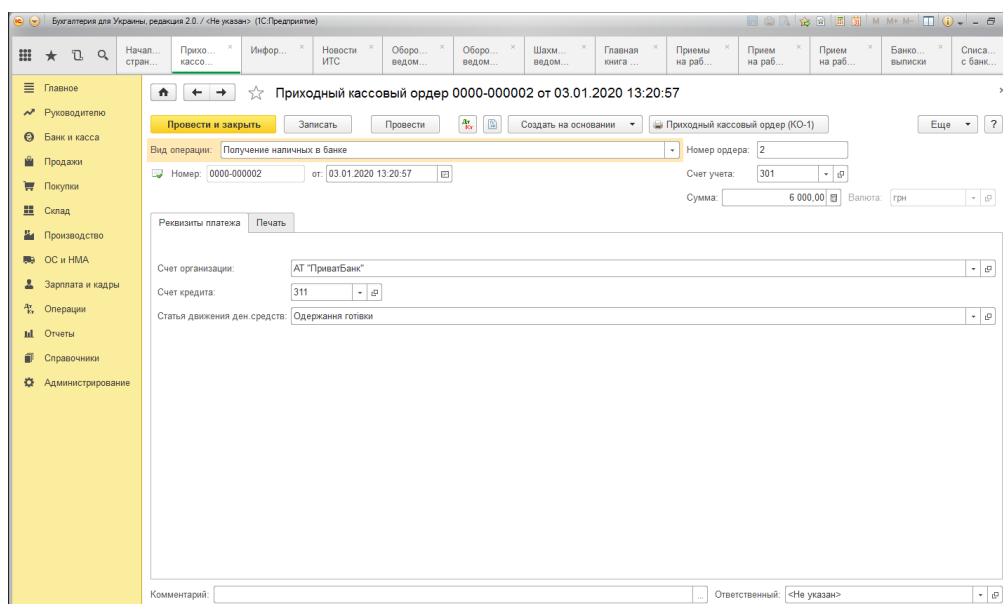 Бухгалтерия для Украины, редакция 2.0. / <Не указан> (1С:Предприятие)
M M+ M-
Начал... стран...
Прихо... кассо...
Инфор...
Новости ИТС
Оборо... ведом...
Оборо... ведом...
Шахм... ведом...
Главная книга ...
Приемы на раб...
Прием на раб...
Прием на раб...
Банко... выписки
Списа... с банк...
Главное
Руководителю
Банк и касса
Продажи
Покупки
Склад
Производство
ОС и НМА
Зарплата и кадры
Операции
Отчеты
Справочники
Администрирование
Приходный кассовый ордер 0000-000002 от 03.01.2020 13:20:57
Провести и закрыть Записать Провести Дт Кт Создать на основании Приходный кассовый ордер (КО-1) Еще ?
Вид операции: Получение наличных в банке Номер ордера: 2
Номер: 0000-000002 от: 03.01.2020 13:20:57 Счет учета: 301
Сумма: 6 000,00 Валюта: грн
Реквизиты платежа Печать
Счет организации: АТ "ПриватБанк"
Счет кредита: 311
Статья движения ден.средств: Одержання готівки
Комментарий: ... Ответственный: <Не указан>